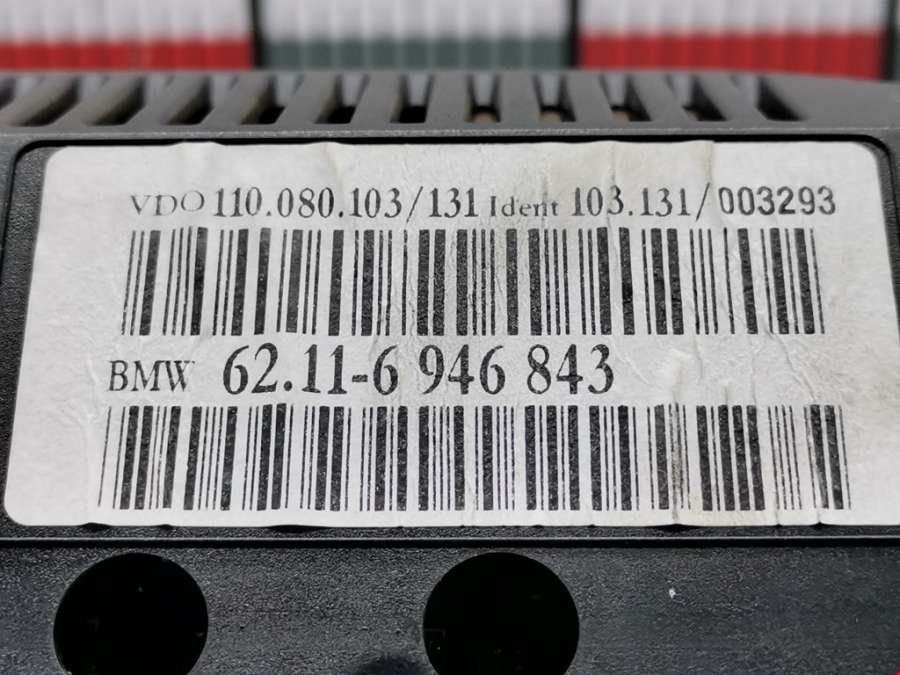 VDO 110.080.103/131 Ident 103.131/003293
BMW 62.11-6 946 843